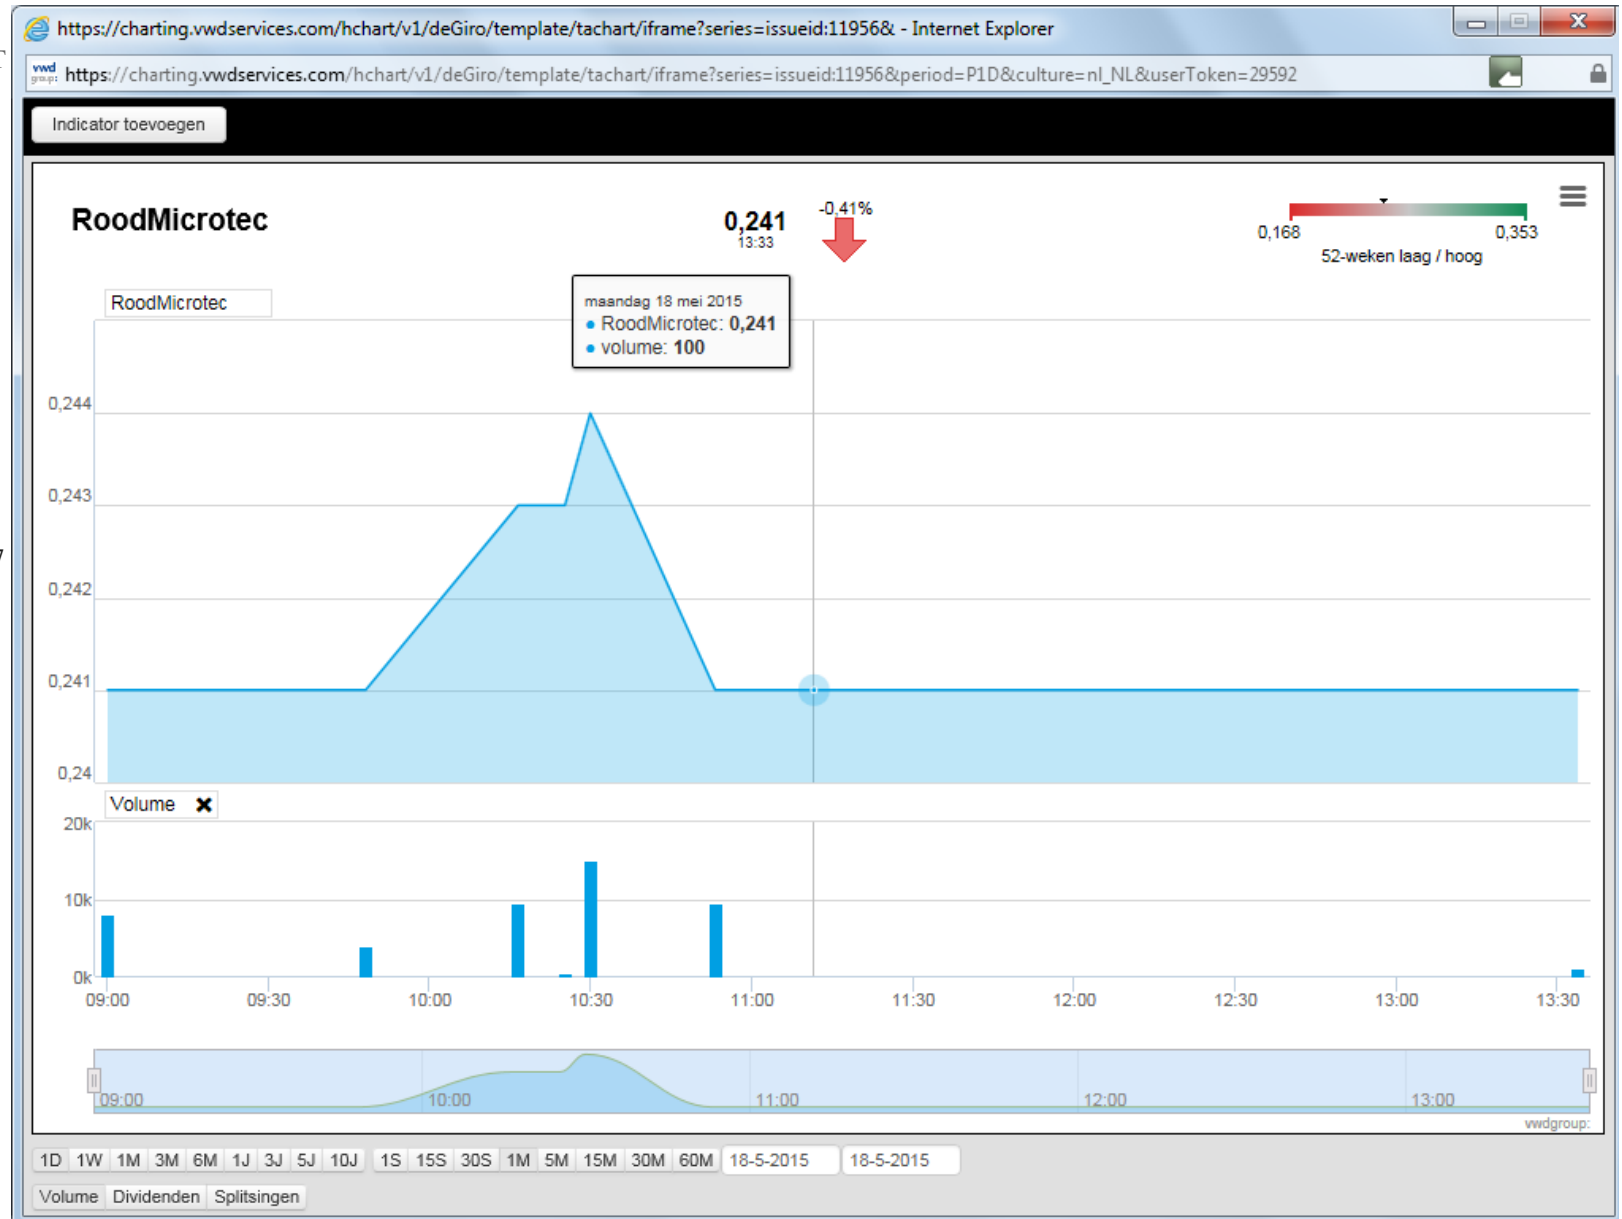 https://charting.vwdservices.com/hchart/v1/deGiro/template/tachart/iframe?series=issueid:11956& - Internet Explorer
vwd group: https://charting.vwdservices.com/hchart/v1/deGiro/template/tachart/iframe?series=issueid:11956&period=P1D&culture=nl_NL&userToken=29592
Indicator toevoegen
RoodMicrotec
0,241
13:33
-0,41%
0,168 0,353
52-weken laag / hoog
RoodMicrotec
maandag 18 mei 2015
RoodMicrotec: 0,241
volume: 100
0,244
0,243
0,242
0,241
0,24
Volume
20k
10k
0k
09:00 09:30 10:00 10:30 11:00 11:30 12:00 12:30 13:00 13:30
09:00 10:00 11:00 12:00 13:00
vwdgroup:
1D 1W 1M 3M 6M 1J 3J 5J 10J 1S 15S 30S 1M 5M 15M 30M 60M 18-5-2015 18-5-2015
Volume Dividenden Splitsingen